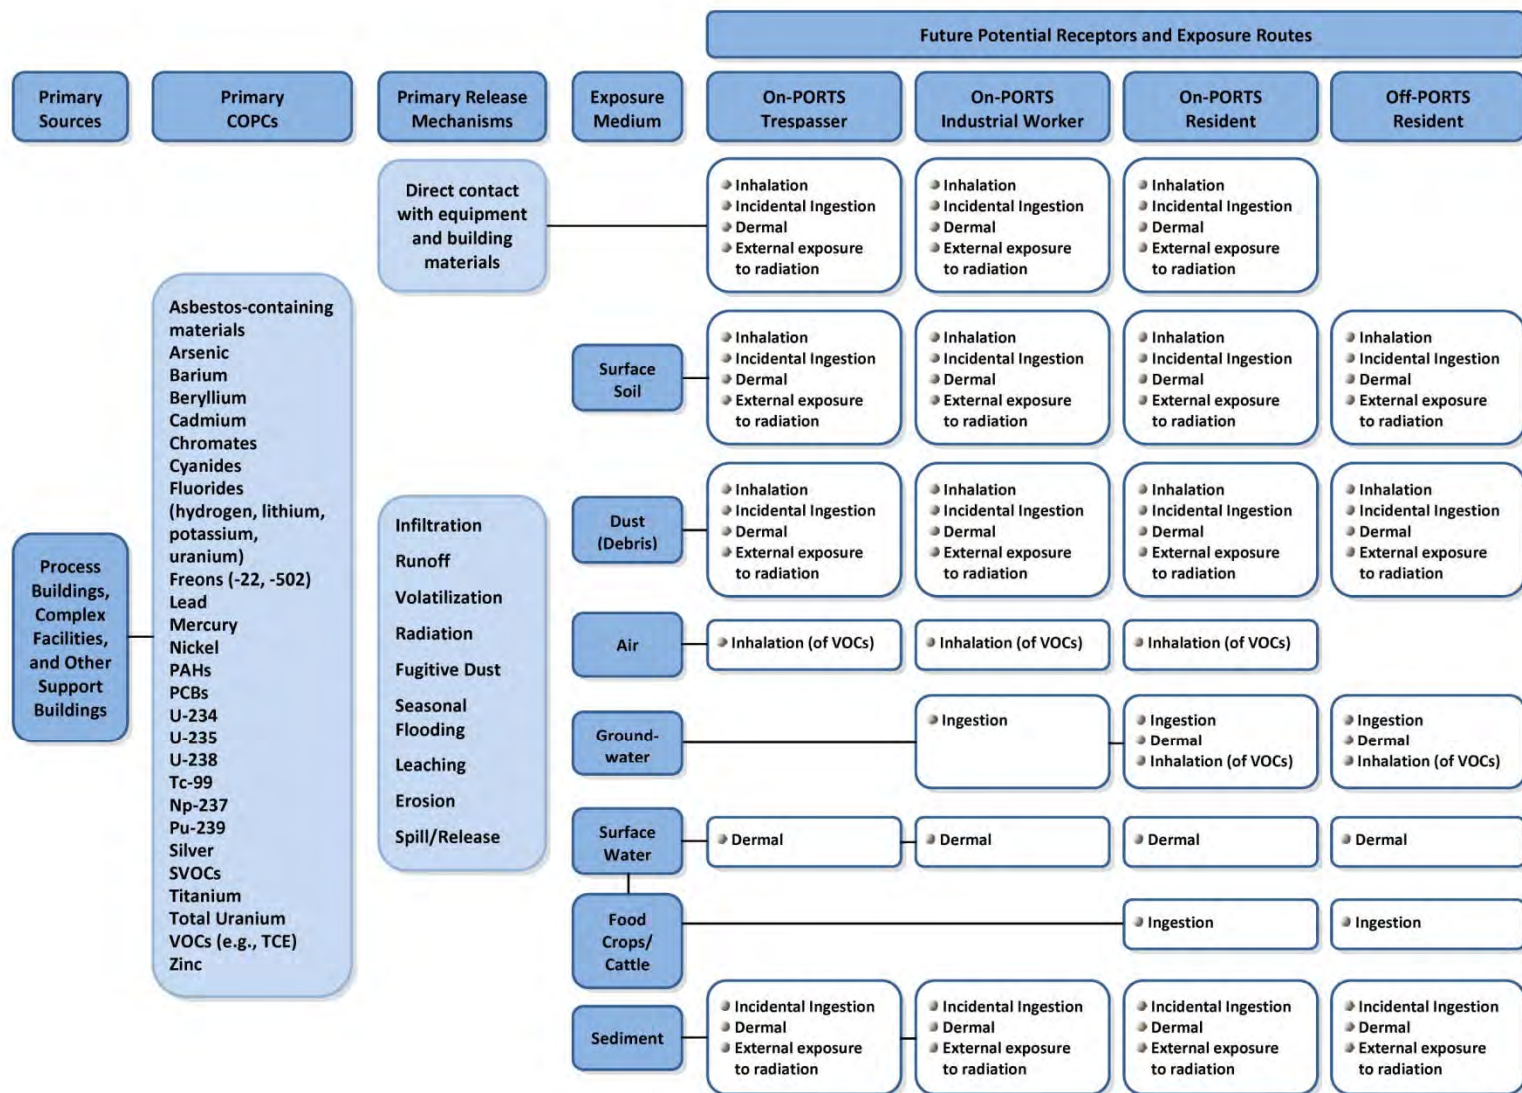 Future Potential Receptors and Exposure Routes
Primary
Sources
Primary
COPCs
Primary Release
Mechanisms
Exposure
Medium
On-PORTS
Trespasser
On-PORTS
Industrial Worker
On-PORTS
Resident
Off-PORTS
Resident
Process
Buildings,
Complex
Facilities,
and Other
Support
Buildings
Asbestos-containing
materials
Arsenic
Barium
Beryllium
Cadmium
Chromates
Cyanides
Fluorides
(hydrogen, lithium,
potassium,
uranium)
Freons (-22, -502)
Lead
Mercury
Nickel
PAHs
PCBs
U-234
U-235
U-238
Tc-99
Np-237
Pu-239
Silver
SVOCs
Titanium
Total Uranium
VOCs (e.g., TCE)
Zinc
Direct contact
with equipment
and building
materials
Inhalation
Incidental Ingestion
Dermal
External exposure
to radiation
Inhalation
Incidental Ingestion
Dermal
External exposure
to radiation
Inhalation
Incidental Ingestion
Dermal
External exposure
to radiation
Infiltration
Runoff
Volatilization
Radiation
Fugitive Dust
Seasonal
Flooding
Leaching
Erosion
Spill/Release
Surface
Soil
Inhalation
Incidental Ingestion
Dermal
External exposure
to radiation
Inhalation
Incidental Ingestion
Dermal
External exposure
to radiation
Inhalation
Incidental Ingestion
Dermal
External exposure
to radiation
Inhalation
Incidental Ingestion
Dermal
External exposure
to radiation
Dust
(Debris)
Inhalation
Incidental Ingestion
Dermal
External exposure
to radiation
Inhalation
Incidental Ingestion
Dermal
External exposure
to radiation
Inhalation
Incidental Ingestion
Dermal
External exposure
to radiation
Inhalation
Incidental Ingestion
Dermal
External exposure
to radiation
Air
Inhalation (of VOCs)
Inhalation (of VOCs)
Inhalation (of VOCs)
Ground-
water
Ingestion
Ingestion
Dermal
Inhalation (of VOCs)
Ingestion
Dermal
Inhalation (of VOCs)
Surface
Water
Dermal
Dermal
Dermal
Dermal
Food
Crops/
Cattle
Ingestion
Ingestion
Sediment
Incidental Ingestion
Dermal
External exposure
to radiation
Incidental Ingestion
Dermal
External exposure
to radiation
Incidental Ingestion
Dermal
External exposure
to radiation
Incidental Ingestion
Dermal
External exposure
to radiation